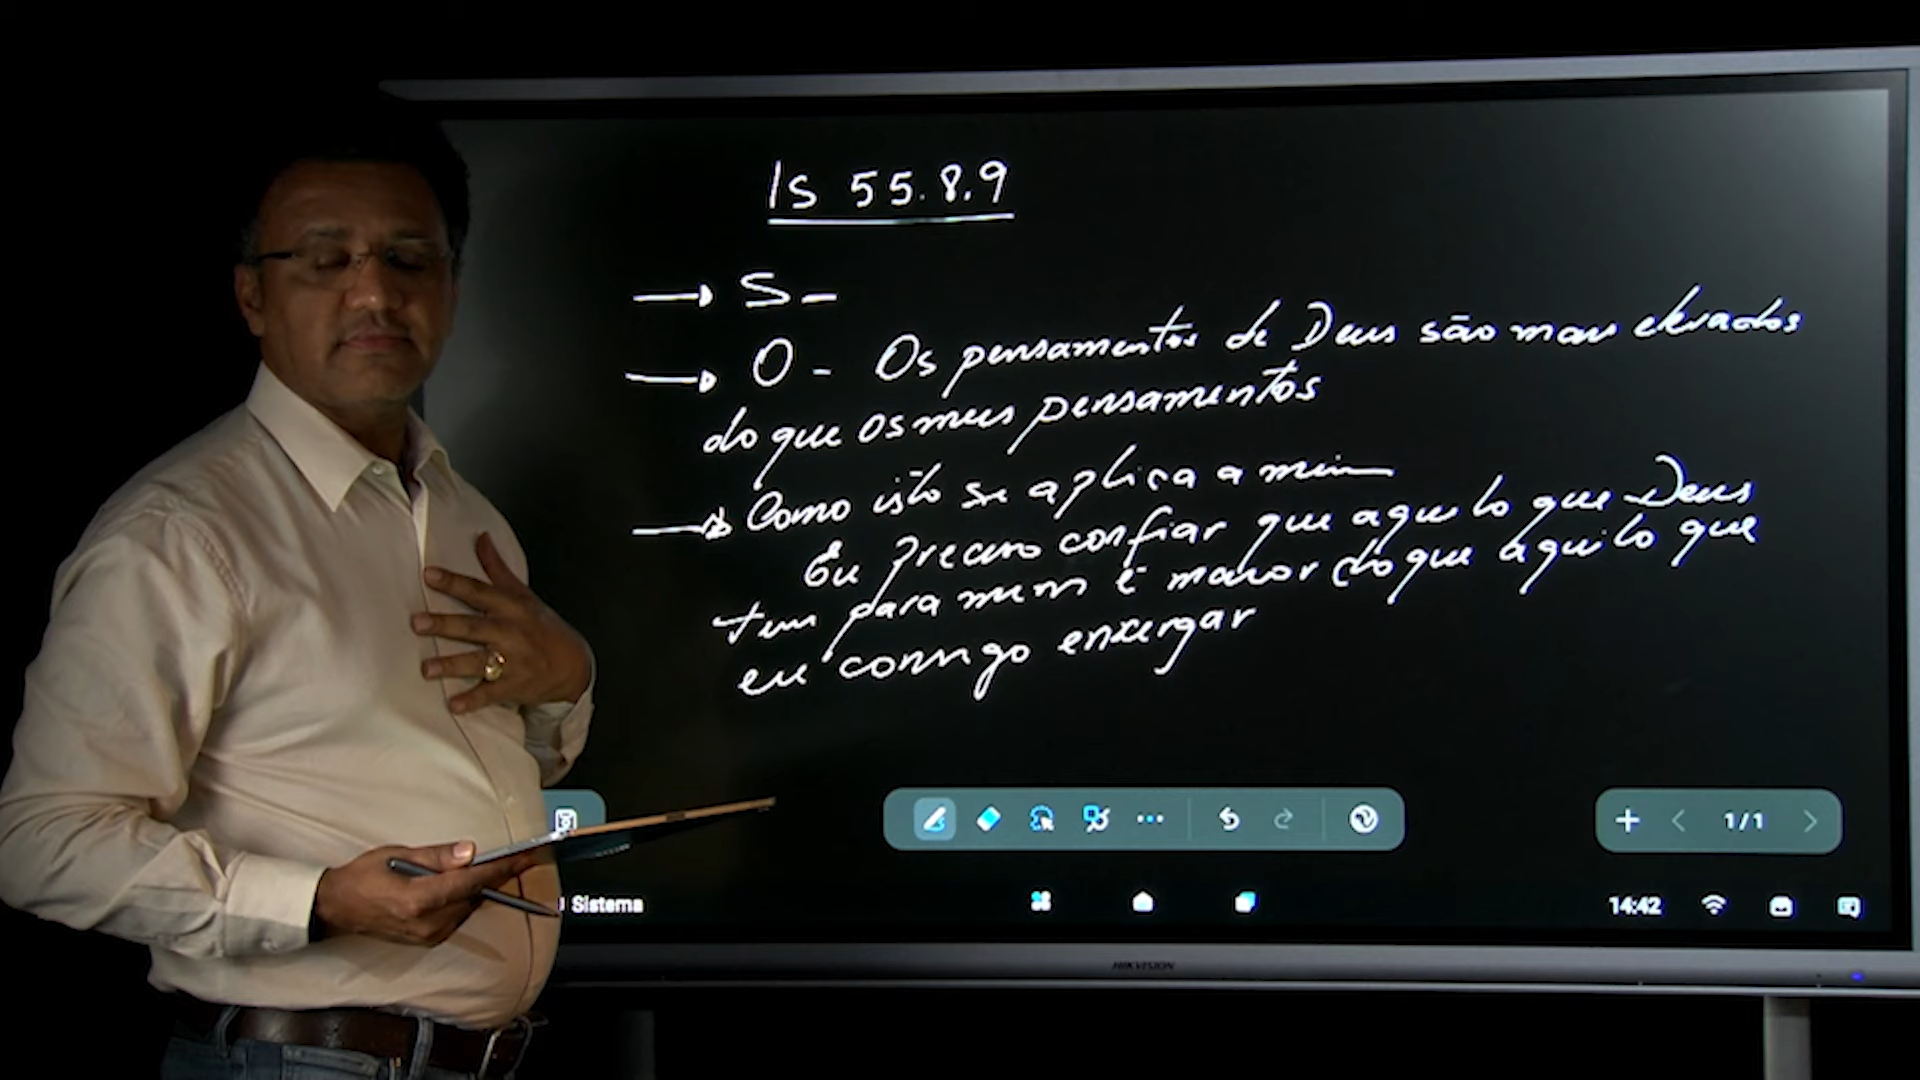 Is 55.8.9
S -
O - Os pensamentos de Deus são mais elevados
do que os meus pensamentos
Como isto se aplica a mim
Eu preciso confiar que aquilo que Deus
tem para mim é maior do que aquilo que
eu consigo enxergar
1/1
Sistema
14:42
HIKVISION